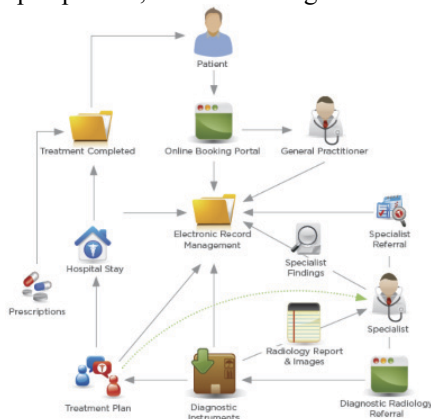 Patient
Treatment Completed
Online Booking Portal
General Practitioner
Electronic Record
Management
Specialist
Referral
Hospital Stay
Specialist
Findings
Prescriptions
Specialist
Radiology Report
& Images
Treatment Plan
Diagnostic
Instruments
Diagnostic Radiology
Referral